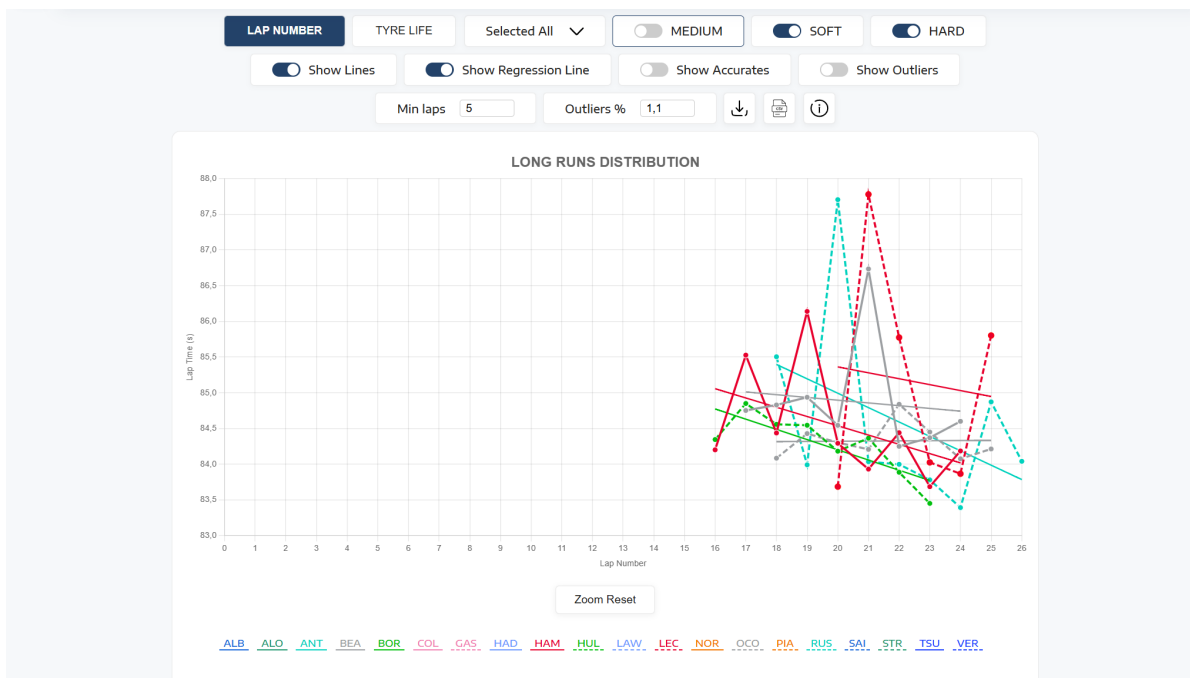 LAP NUMBER TYRE LIFE Selected All MEDIUM SOFT HARD
Show Lines Show Regression Line Show Accurates Show Outliers
Min laps 5 Outliers % 1,1 CSV
LONG RUNS DISTRIBUTION
88,0
87,5
87,0
86,5
86,0
85,5
85,0
84,5
84,0
83,5
83,0
Lap Time (s)
0 1 2 3 4 5 6 7 8 9 10 11 12 13 14 15 16 17 18 19 20 21 22 23 24 25 26
Lap Number
Zoom Reset
ALB ALO ANT BEA BOR COL GAS HAD HAM HUL LAW LEC NOR OCO PIA RUS SAI STR TSU VER